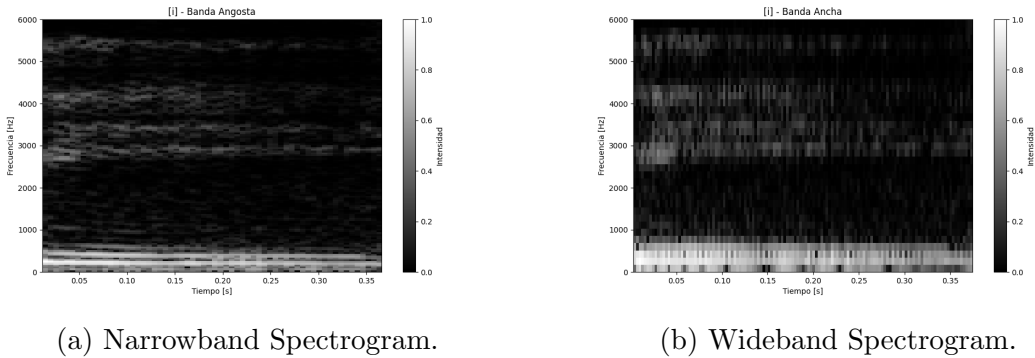 [i] - Banda Angosta
6000
5000
4000
3000
2000
1000
0
Frecuencia [Hz]
0.05 0.10 0.15 0.20 0.25 0.30 0.35
Tiempo [s]
1.0
0.8
0.6
0.4
0.2
0.0
Intensidad
(a) Narrowband Spectrogram.
[i] - Banda Ancha
6000
5000
4000
3000
2000
1000
0
Frecuencia [Hz]
0.05 0.10 0.15 0.20 0.25 0.30 0.35
Tiempo [s]
1.0
0.8
0.6
0.4
0.2
0.0
Intensidad
(b) Wideband Spectrogram.